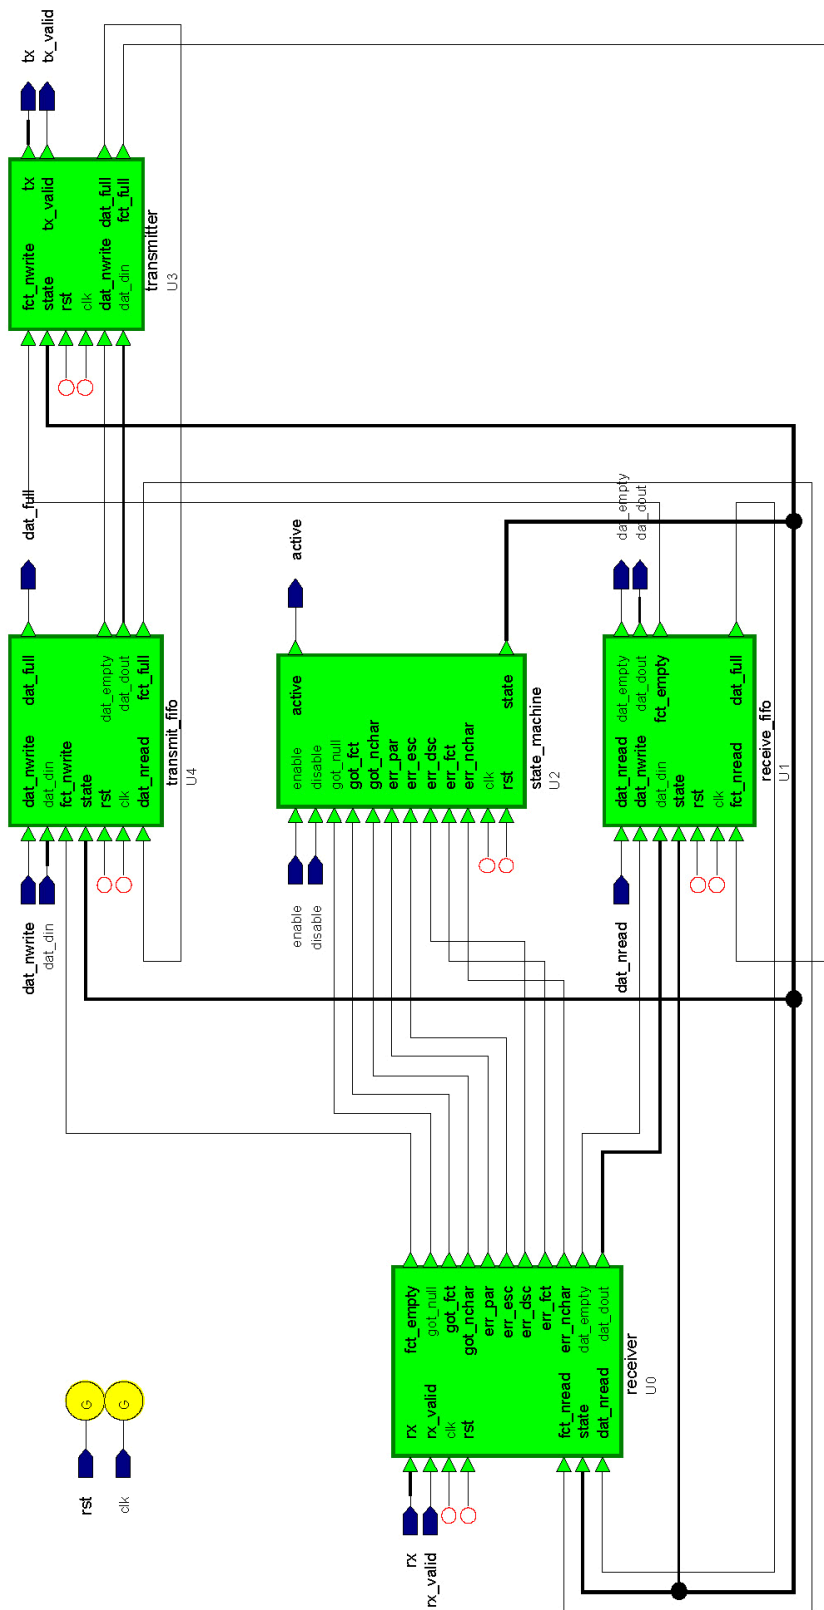 rst
clk
G
G
rx
rx_valid
rx
rx_valid
clk
rst
fct_nread
state
dat_nread
fct_empty
got_null
got_fct
got_nchar
err_par
err_esc
err_dsc
err_fct
err_nchar
dat_empty
dat_dout
receiver
U0
dat_nwrite
dat_din
dat_nwrite
dat_din
fct_nwrite
state
rst
clk
dat_nread
dat_full
dat_empty
dat_dout
fct_full
transmit_fifo
U4
dat_full
enable
disable
enable
disable
got_null
got_fct
got_nchar
err_par
err_esc
err_dsc
err_fct
err_nchar
clk
rst
active
state
state_machine
U2
active
dat_nread
dat_nread
dat_nwrite
dat_din
state
rst
clk
fct_nread
dat_empty
dat_dout
fct_empty
dat_full
receive_fifo
U1
dat_empty
dat_dout
fct_nwrite
state
rst
clk
dat_nwrite
dat_din
tx
tx_valid
dat_full
fct_full
transmitter
U3
tx
tx_valid